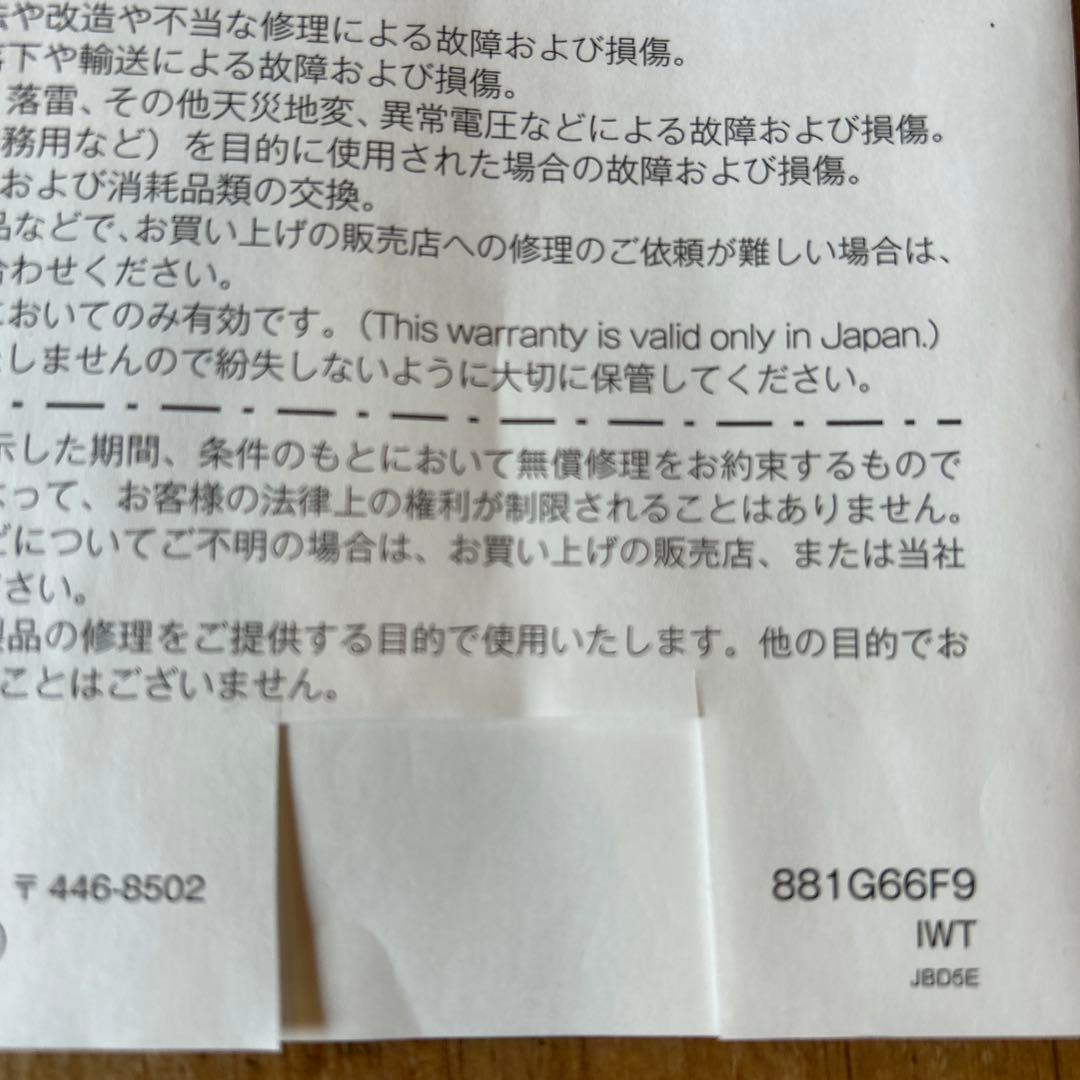 や改造や不当な修理による故障および損傷。
下や輸送による故障および損傷。
落雷、その他天災地変、異常電圧などによる故障および損傷。
務用など）を目的に使用された場合の故障および損傷。
および消耗品類の交換。
品などで、お買い上げの販売店への修理のご依頼が難しい場合は、
合わせください。
においてのみ有効です。（This warranty is valid only in Japan.）
しませんので紛失しないように大切に保管してください。
示した期間、条件のもとにおいて無償修理をお約束するもので
よって、お客様の法律上の権利が制限されることはありません。
についてご不明の場合は、お買い上げの販売店、または当社
ださい。
製品の修理をご提供する目的で使用いたします。他の目的でお
ことはございません。
〒446-8502
)
881G66F9
IWT
JBD5E